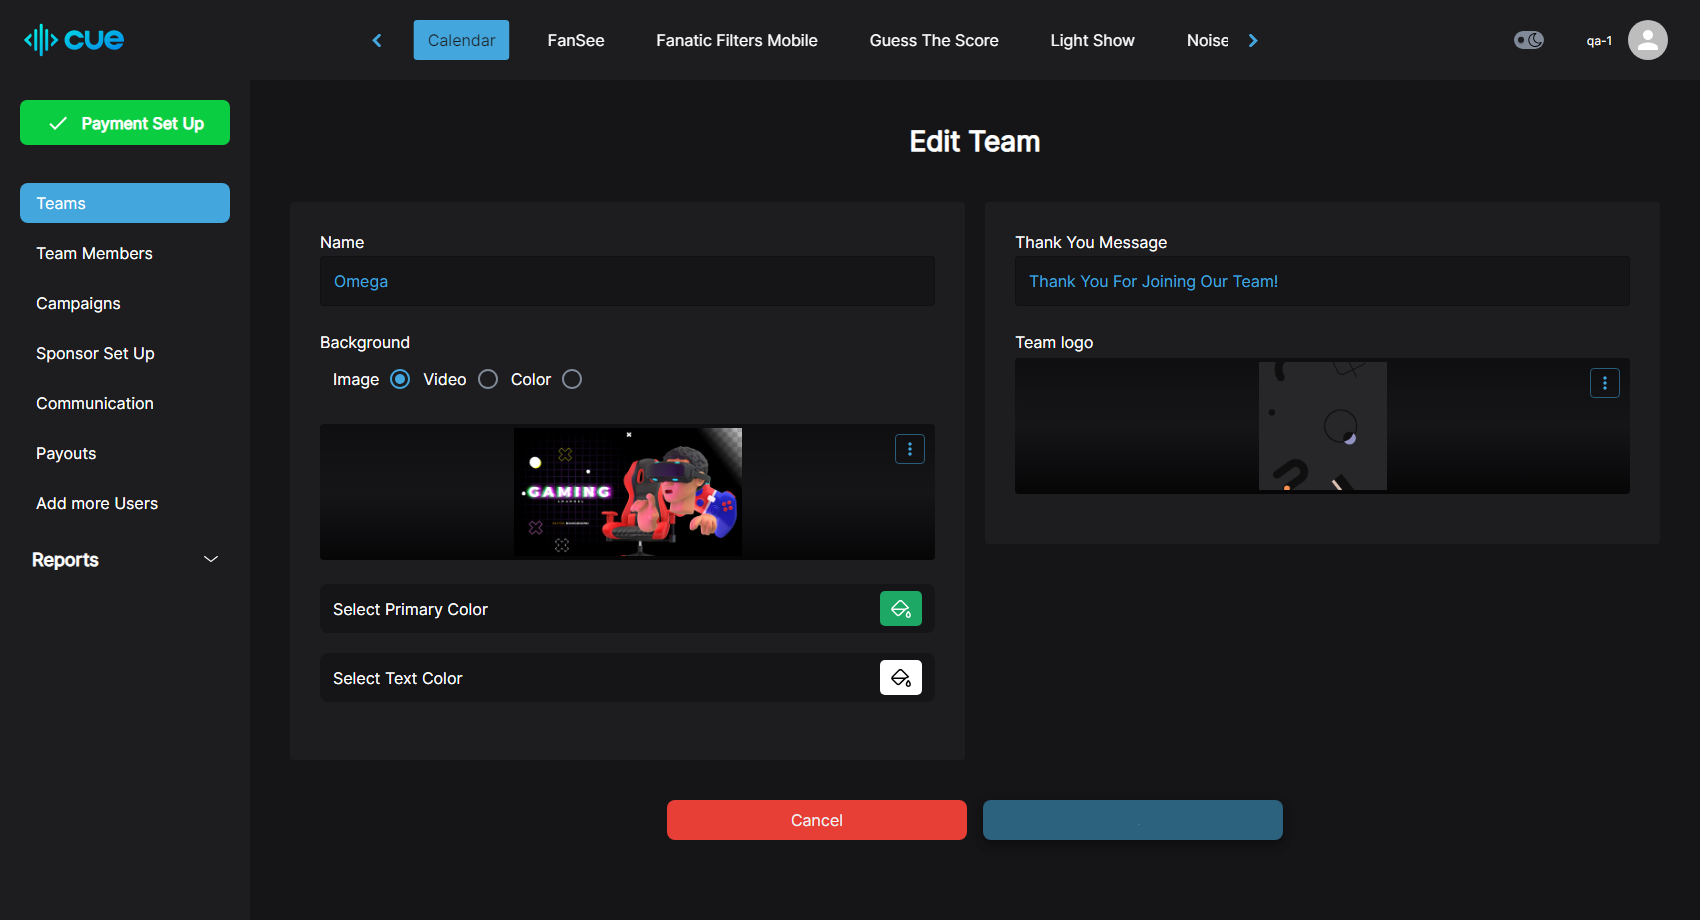 cue
Calendar
FanSee
Fanatic Filters Mobile
Guess The Score
Light Show
Noise
qa-1
Payment Set Up
Teams
Team Members
Campaigns
Sponsor Set Up
Communication
Payouts
Add more Users
Reports
Edit Team
Name
Omega
Background
Image
Video
Color
GAMING
Select Primary Color
Select Text Color
Thank You Message
Thank You For Joining Our Team!
Team logo
Cancel